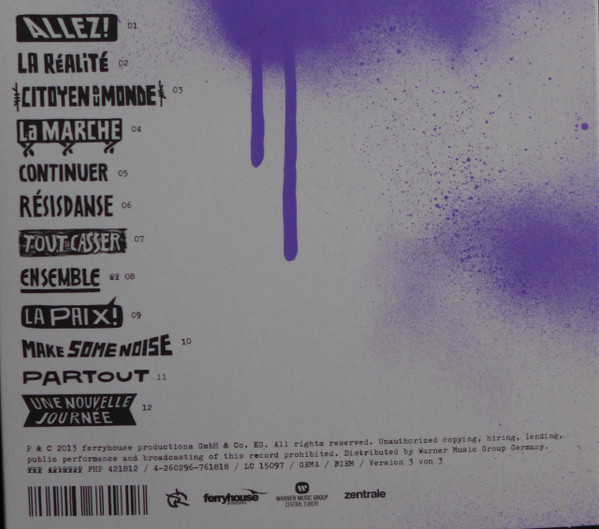 ALLEZ! 01
LA RÉALITÉ 02
CITOYEN DU MONDE 03
LA MARCHE 04
CONTINUER 05
RÉSISDANSE 06
TOUT CASSER 07
ENSEMBLE 08
LA PAIX! 09
MAKE SOME NOISE 10
PARTOUT 11
UNE NOUVELLE
JOURNÉE 12
P & C 2013 ferryhouse productions GmbH & Co. KG. All rights reserved. Unauthorized copying, hiring, lending,
public performance and broadcasting of this record prohibited. Distributed by Warner Music Group Germany.
FHP 421812 / 4-260296-761818 / LC 15097 / GEMA / BIEM / Version 3 von 3
ferryhouse
productions
WARNER MUSIC GROUP
CENTRAL EUROPE
zentrale